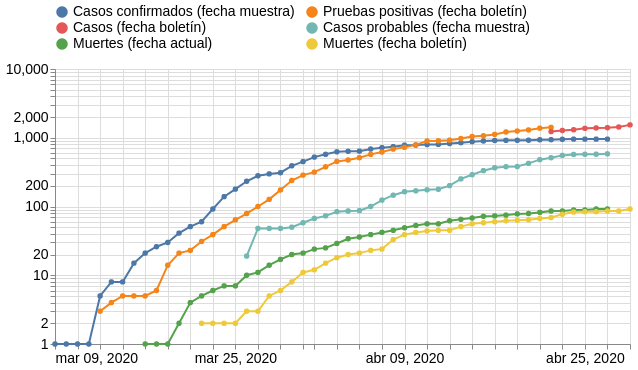 Casos confirmados (fecha muestra) Pruebas positivas (fecha boletín)
Casos (fecha boletín) Casos probables (fecha muestra)
Muertes (fecha actual) Muertes (fecha boletín)
10,000
2,000
1,000
200
100
20
10
2
1
mar 09, 2020 mar 25, 2020 abr 09, 2020 abr 25, 2020